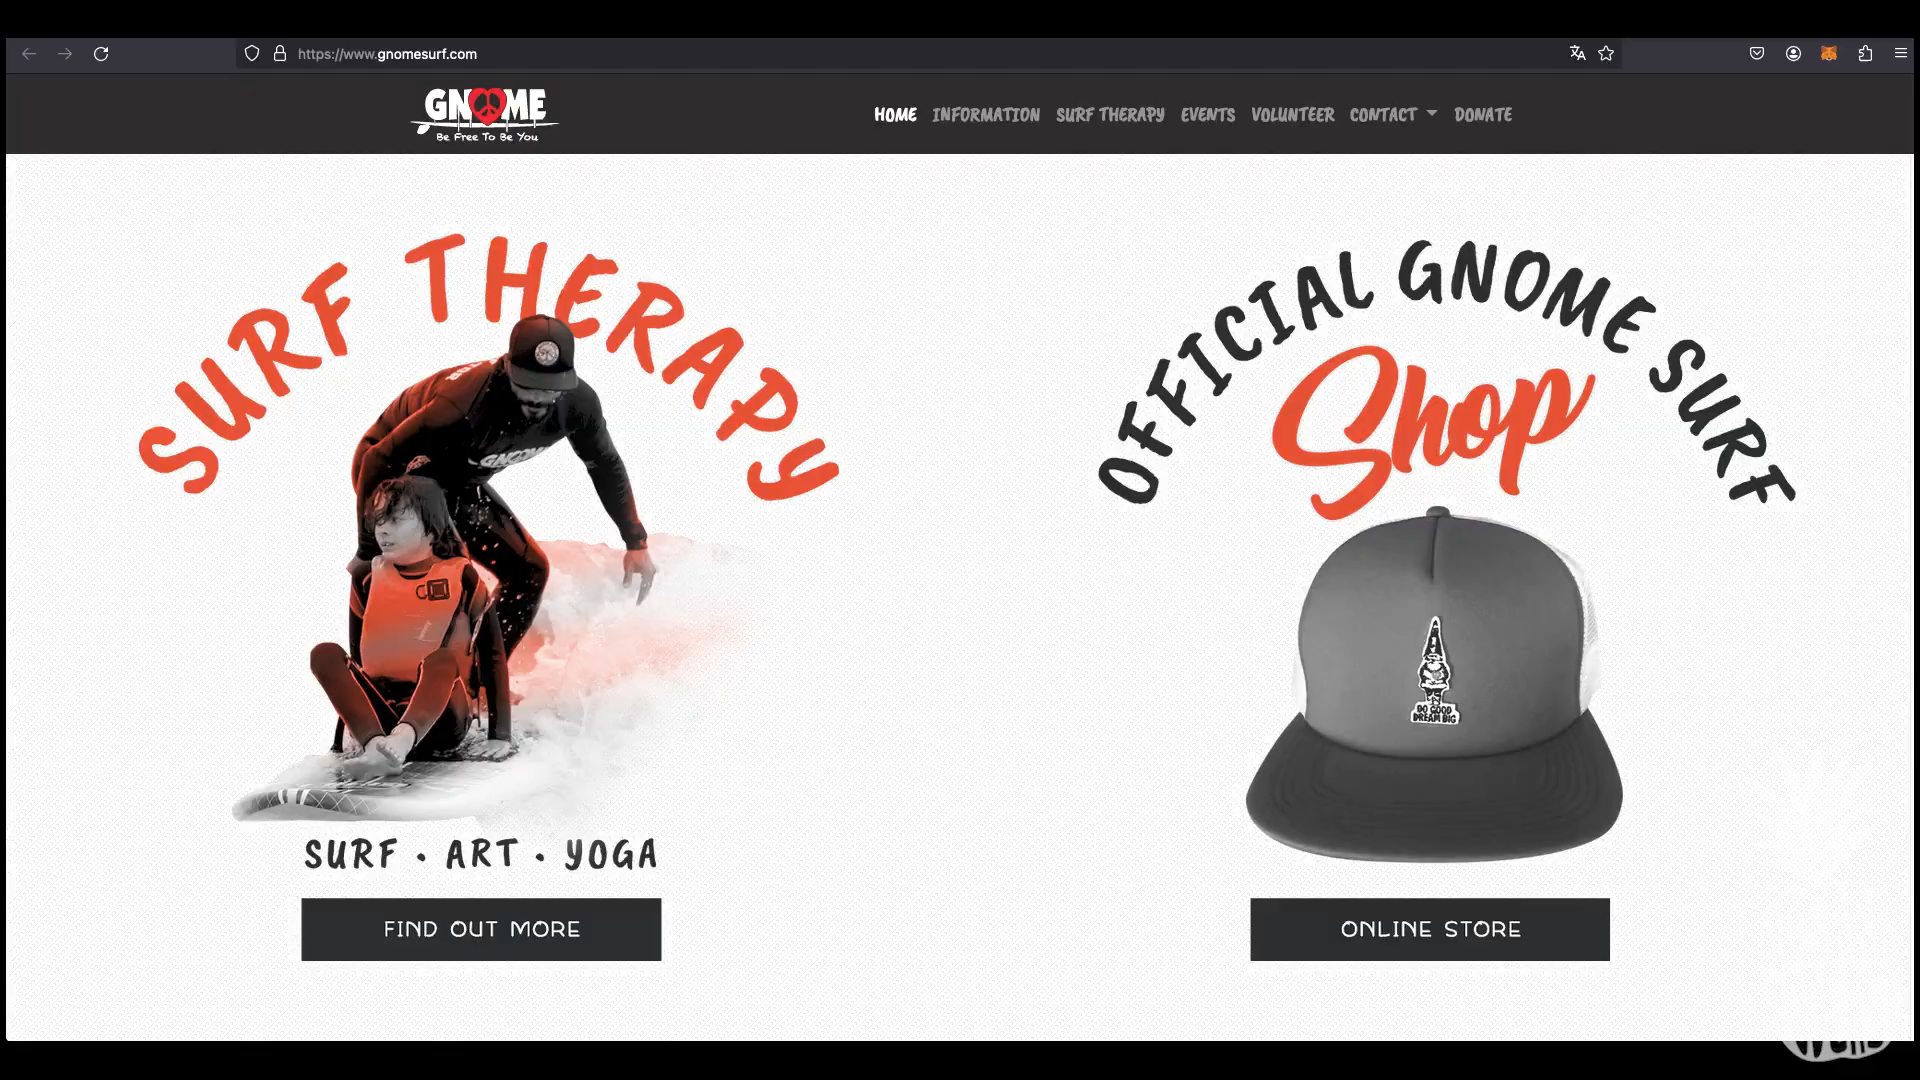 https://www.gnomesurf.com
GNOME
Be Free To Be You
HOME INFORMATION SURF THERAPY EVENTS VOLUNTEER CONTACT DONATE
SURF THERAPY
GNOME
SURF • ART • YOGA
FIND OUT MORE
OFFICIAL GNOME SURF
Shop
DO GOOD
DREAM BIG
ONLINE STORE